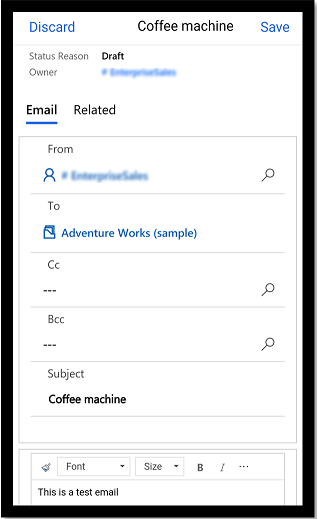 Discard Coffee machine Save
Status Reason Draft
Owner # EnterpriseSales
Email Related
From
# EnterpriseSales
To
Adventure Works (sample)
Cc
---
Bcc
---
Subject
Coffee machine
Font Size B I ...
This is a test email